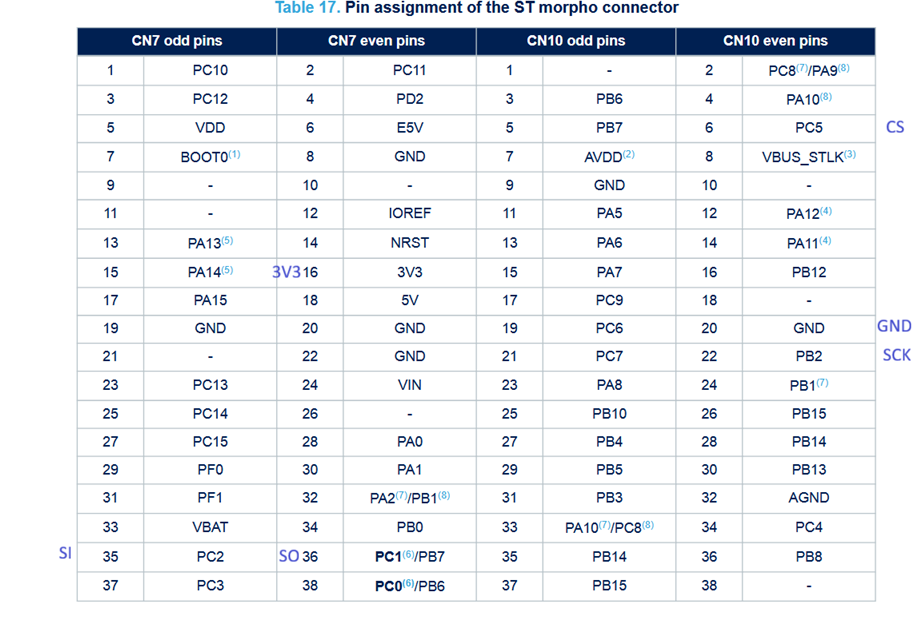 Table 17. Pin assignment of the ST morpho connector
CN7 odd pins CN7 even pins CN10 odd pins CN10 even pins
1 PC10 2 PC11 1 - 2 PC8(7)/PA9(8)
3 PC12 4 PD2 3 PB6 4 PA10(8)
5 VDD 6 E5V 5 PB7 6 PC5 CS
7 BOOT0(1) 8 GND 7 AVDD(2) 8 VBUS_STLK(3)
9 - 10 - 9 GND 10 -
11 - 12 IOREF 11 PA5 12 PA12(4)
13 PA13(5) 14 NRST 13 PA6 14 PA11(4)
15 PA14(5) 3V3 16 3V3 15 PA7 16 PB12
17 PA15 18 5V 17 PC9 18 -
19 GND 20 GND 19 PC6 20 GND GND
21 - 22 GND 21 PC7 22 PB2 SCK
23 PC13 24 VIN 23 PA8 24 PB1(7)
25 PC14 26 - 25 PB10 26 PB15
27 PC15 28 PA0 27 PB4 28 PB14
29 PF0 30 PA1 29 PB5 30 PB13
31 PF1 32 PA2(7)/PB1(8) 31 PB3 32 AGND
33 VBAT 34 PB0 33 PA10(7)/PC8(8) 34 PC4
SI 35 PC2 SO 36 PC1(6)/PB7 35 PB14 36 PB8
37 PC3 38 PC0(6)/PB6 37 PB15 38 -